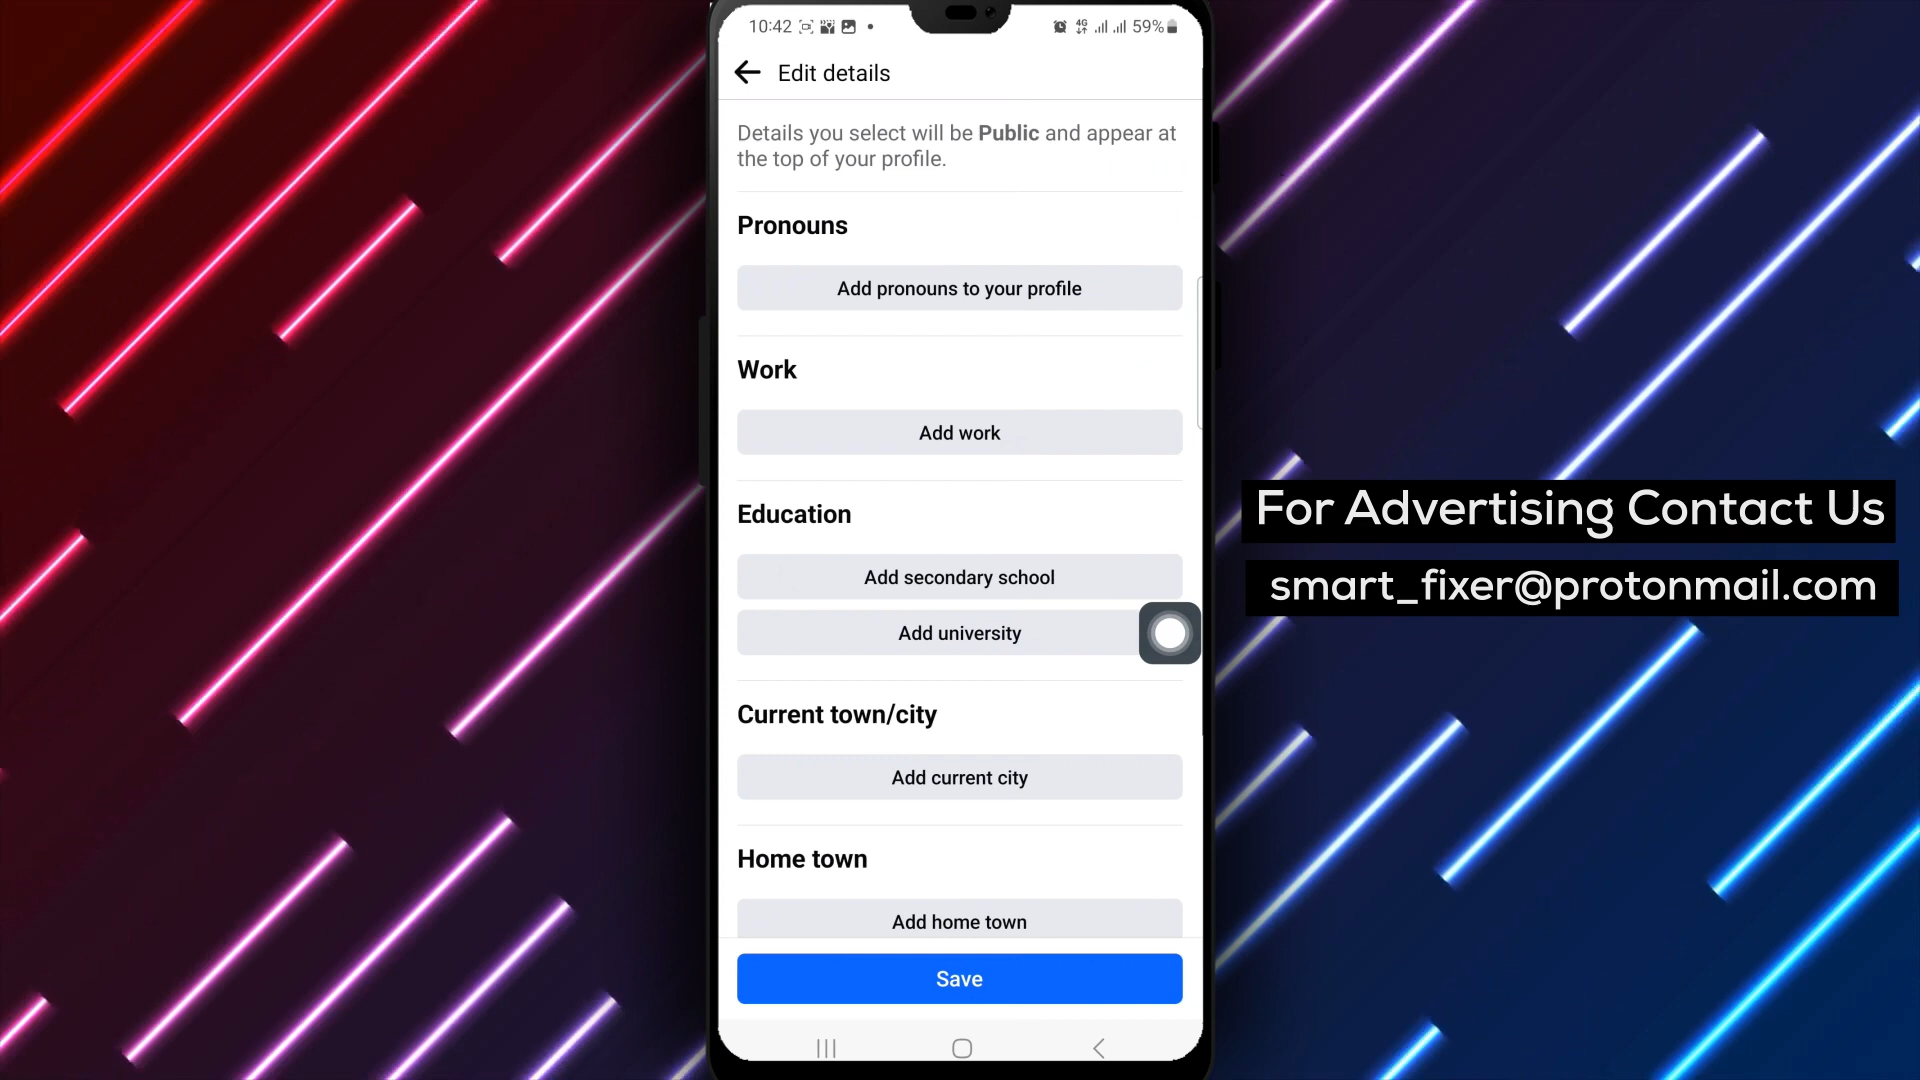 10:42
4G 59%
Edit details
Details you select will be Public and appear at
the top of your profile.
Pronouns
Add pronouns to your profile
Work
Add work
Education
Add secondary school
Add university
Current town/city
Add current city
Home town
Add home town
Save
For Advertising Contact Us
smart_fixer@protonmail.com